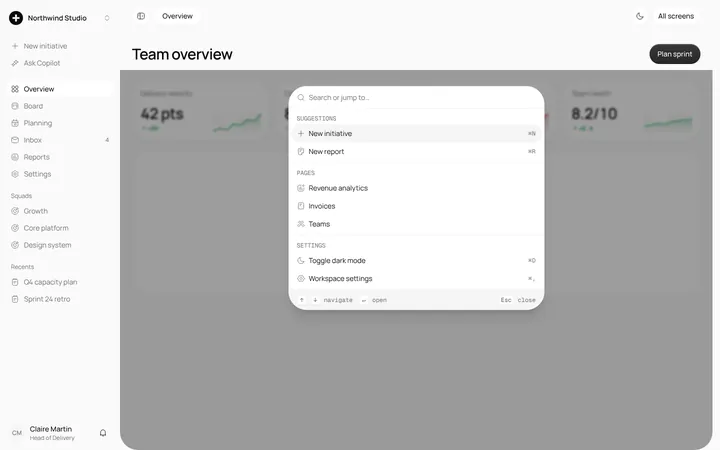 Northwind Studio
New initiative
Ask Copilot
Overview
Board
Planning
Inbox 4
Reports
Settings
Squads
Growth
Core platform
Design system
Recents
Q4 capacity plan
Sprint 24 retro
CM
Claire Martin
Head of Delivery
Overview
All screens
Team overview
Plan sprint
42 pts
8.2/10
Search or jump to...
SUGGESTIONS
New initiative ⌘N
New report ⌘R
PAGES
Revenue analytics
Invoices
Teams
SETTINGS
Toggle dark mode ⌘D
Workspace settings ⌘,
↑ ↓ navigate ↵ open Esc close